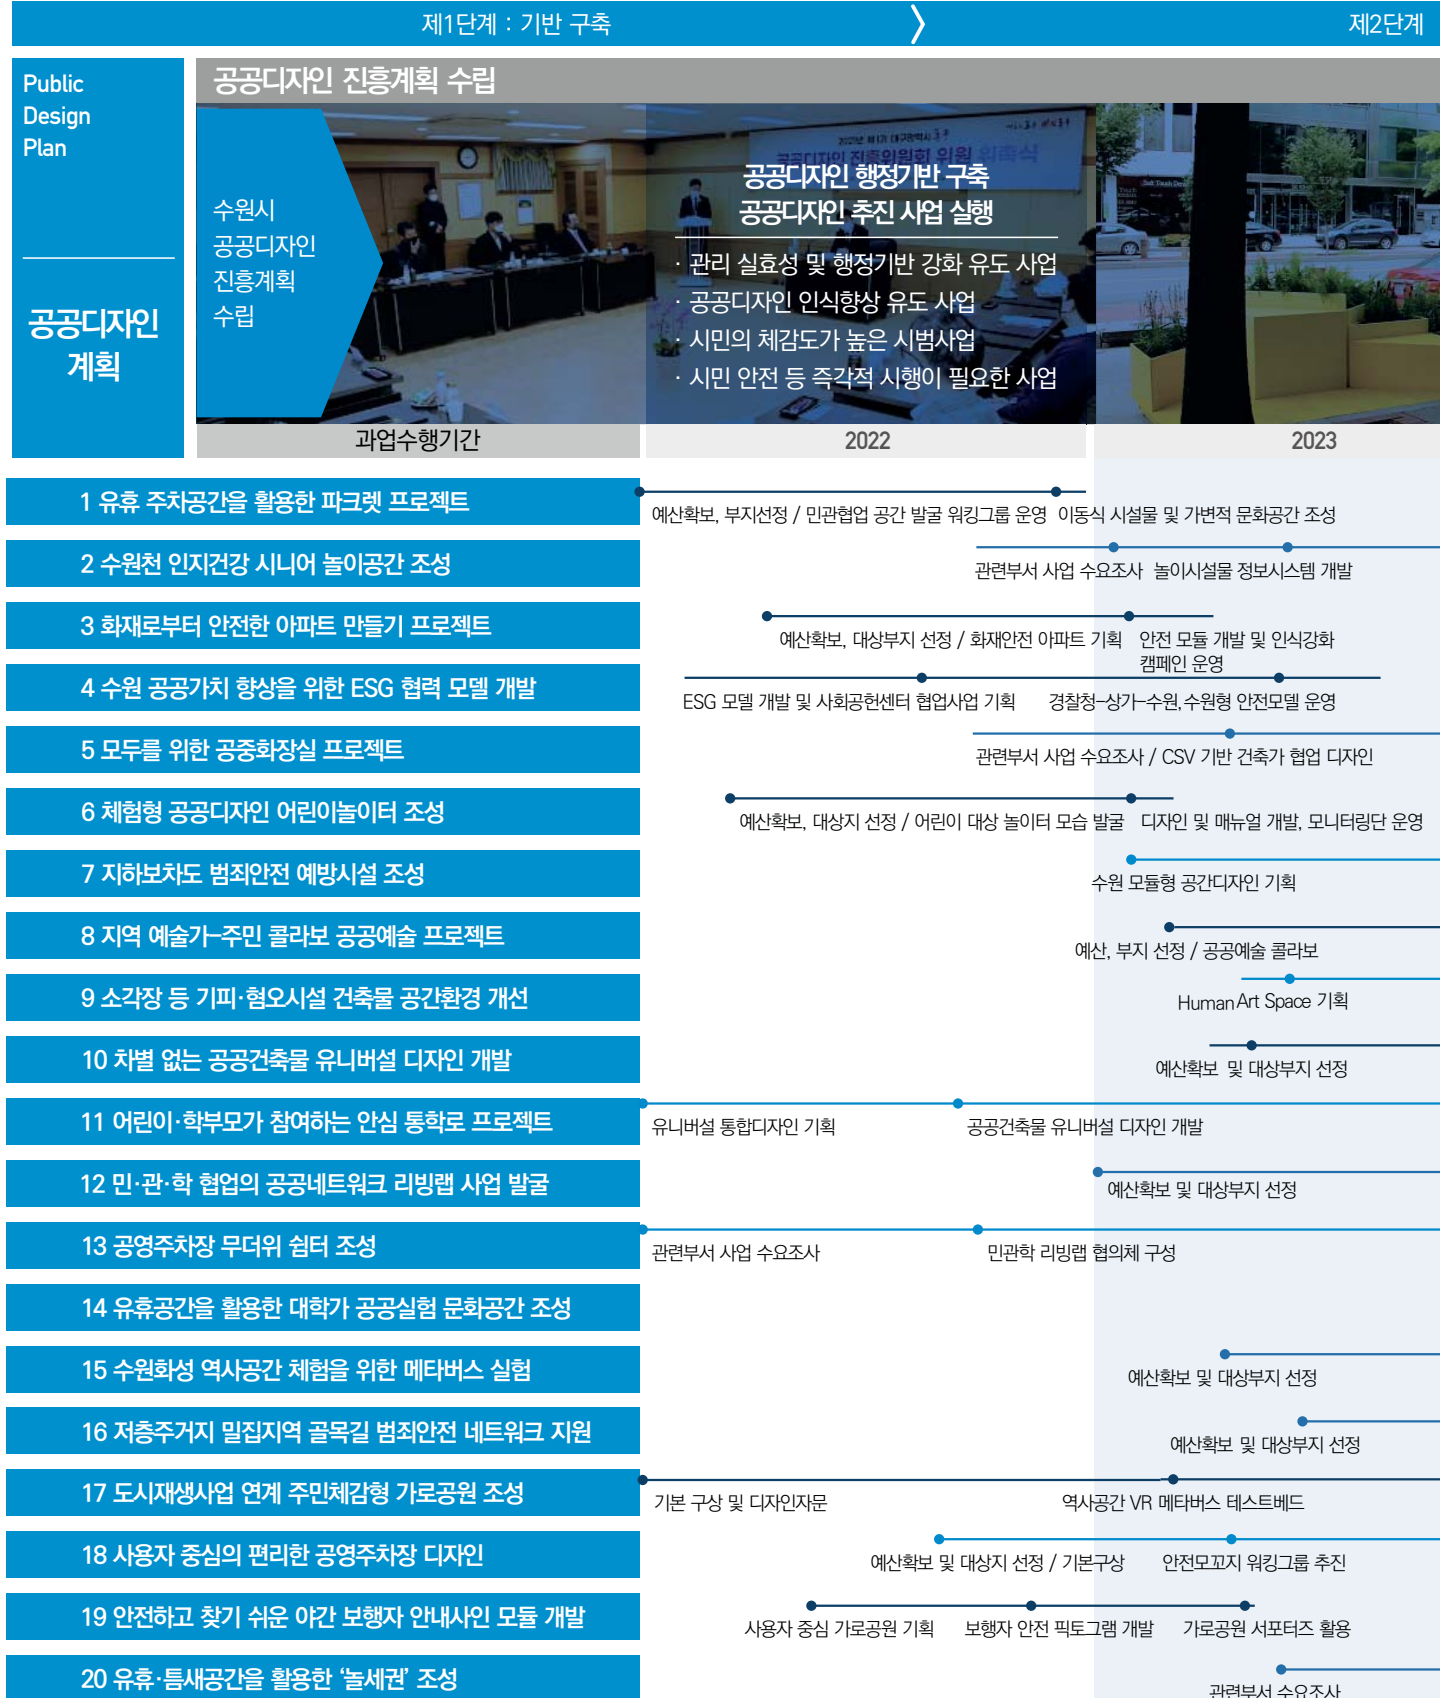 제1단계 : 기반 구축
제2단계
Public
Design
Plan
공공디자인
계획
공공디자인 진흥계획 수립
수원시
공공디자인
진흥계획
수립
공공디자인 진흥위원회 위원 위촉식
공공디자인 행정기반 구축
공공디자인 추진 사업 실행
· 관리 실효성 및 행정기반 강화 유도 사업
· 공공디자인 인식향상 유도 사업
· 시민의 체감도가 높은 시범사업
· 시민 안전 등 즉각적 시행이 필요한 사업
과업수행기간
2022
2023
1 유휴 주차공간을 활용한 파크렛 프로젝트
예산확보, 부지선정 / 민관협업 공간 발굴 워킹그룹 운영
이동식 시설물 및 가변적 문화공간 조성
2 수원천 인지건강 시니어 놀이공간 조성
관련부서 사업 수요조사
놀이시설물 정보시스템 개발
3 화재로부터 안전한 아파트 만들기 프로젝트
예산확보, 대상부지 선정 / 화재안전 아파트 기획
안전 모듈 개발 및 인식강화
캠페인 운영
4 수원 공공가치 향상을 위한 ESG 협력 모델 개발
ESG 모델 개발 및 사회공헌센터 협업사업 기획
경찰청-상가-수원, 수원형 안전모델 운영
5 모두를 위한 공중화장실 프로젝트
관련부서 사업 수요조사 / CSV 기반 건축가 협업 디자인
6 체험형 공공디자인 어린이놀이터 조성
예산확보, 대상지 선정 / 어린이 대상 놀이터 모습 발굴
디자인 및 매뉴얼 개발, 모니터링단 운영
7 지하보차도 범죄안전 예방시설 조성
수원 모듈형 공간디자인 기획
8 지역 예술가-주민 콜라보 공공예술 프로젝트
예산, 부지 선정 / 공공예술 콜라보
9 소각장 등 기피·혐오시설 건축물 공간환경 개선
Human Art Space 기획
10 차별 없는 공공건축물 유니버설 디자인 개발
예산확보 및 대상부지 선정
11 어린이·학부모가 참여하는 안심 통학로 프로젝트
유니버설 통합디자인 기획
공공건축물 유니버설 디자인 개발
12 민·관·학 협업의 공공네트워크 리빙랩 사업 발굴
예산확보 및 대상부지 선정
13 공영주차장 무더위 쉼터 조성
관련부서 사업 수요조사
민관학 리빙랩 협의체 구성
14 유휴공간을 활용한 대학가 공공실험 문화공간 조성
15 수원화성 역사공간 체험을 위한 메타버스 실험
예산확보 및 대상부지 선정
16 저층주거지 밀집지역 골목길 범죄안전 네트워크 지원
예산확보 및 대상부지 선정
17 도시재생사업 연계 주민체감형 가로공원 조성
기본 구상 및 디자인자문
역사공간 VR 메타버스 테스트베드
18 사용자 중심의 편리한 공영주차장 디자인
예산확보 및 대상지 선정 / 기본구상
안전모꼬지 워킹그룹 추진
19 안전하고 찾기 쉬운 야간 보행자 안내사인 모듈 개발
사용자 중심 가로공원 기획
보행자 안전 픽토그램 개발
가로공원 서포터즈 활용
20 유휴·틈새공간을 활용한 ‘놀세권’ 조성
관련부서 수요조사